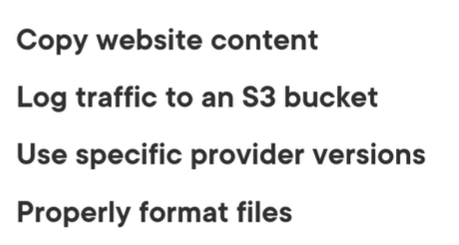 Copy website content
Log traffic to an S3 bucket
Use specific provider versions
Properly format files